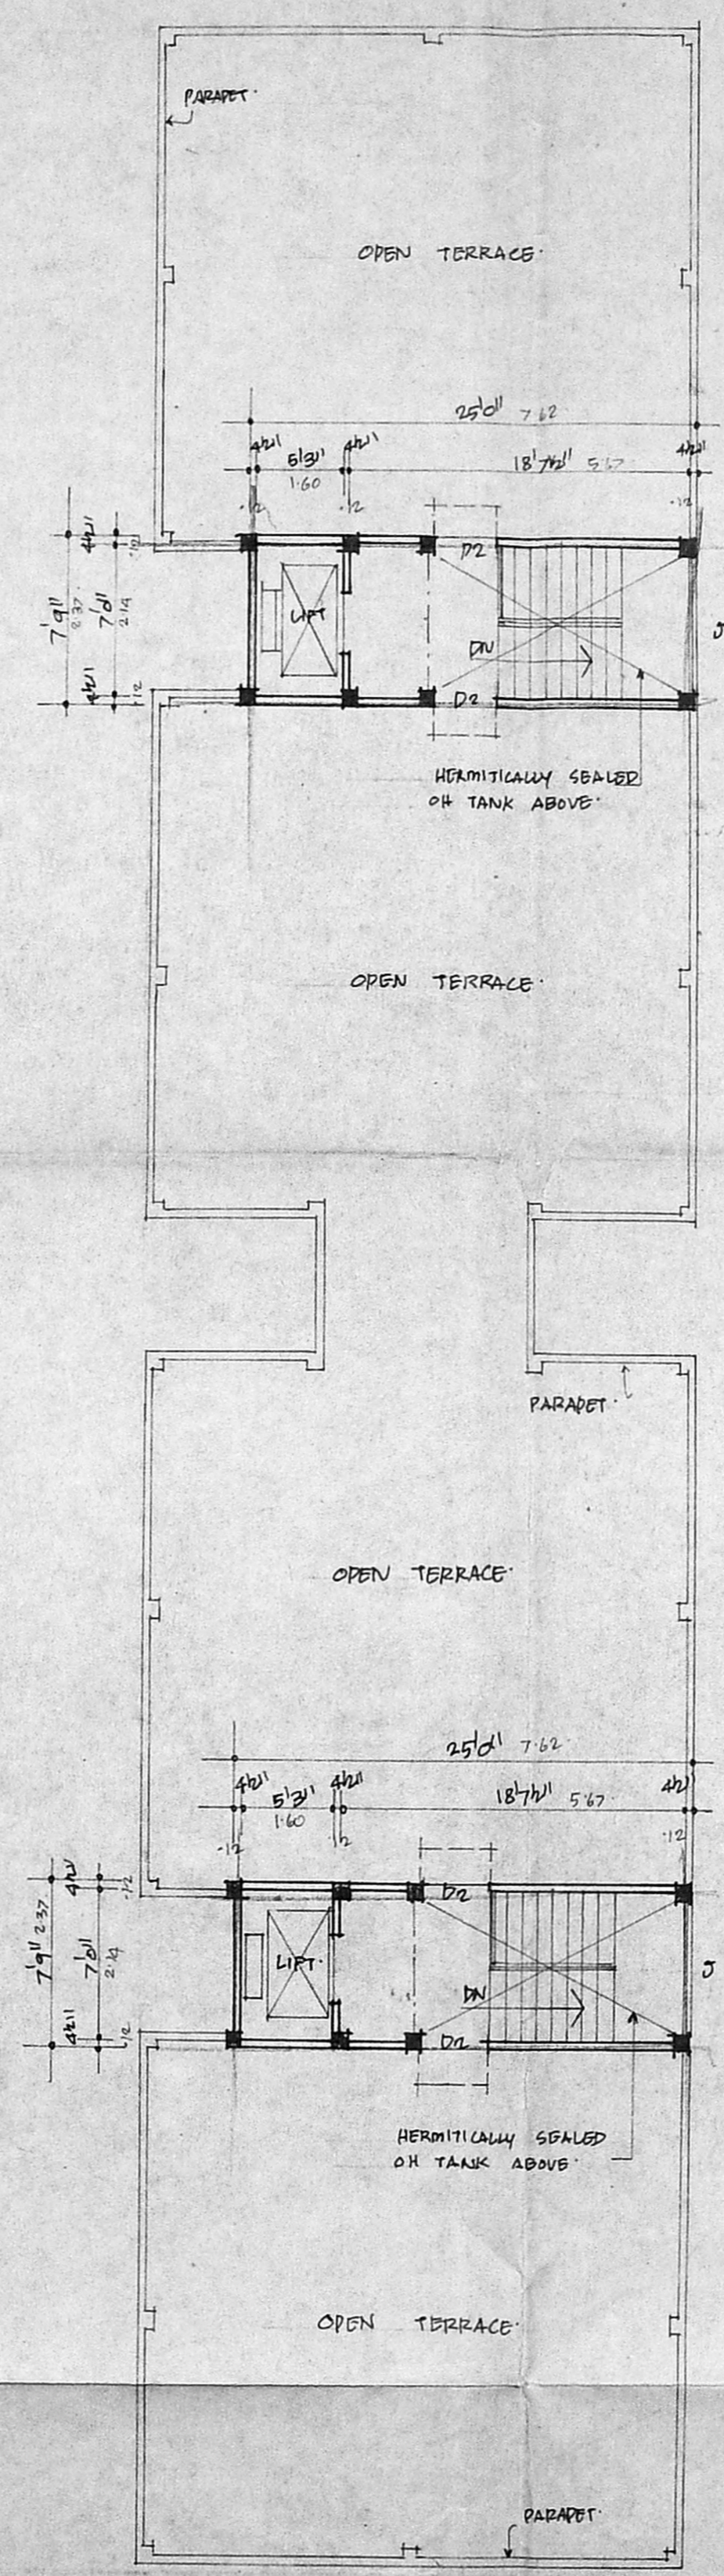 PARAPET.
OPEN TERRACE.
25'0" 7.62
4½" 5'3" 4½" 18'7½" 5.67 4½"
.12 1.60 .12 .12
4½" .12
7'9" 2.37 7'0" 2.14
4½" .12
D2
LIFT
DN
D2
HERMITICALLY SEALED
OH TANK ABOVE.
OPEN TERRACE.
PARAPET.
OPEN TERRACE.
25'0" 7.62
4½" 5'3" 4½" 18'7½" 5.67 4½"
.12 1.60 .12 .12
4½" .12
7'9" 2.37 7'0" 2.14
4½" .12
D2
LIFT.
DN
D2
HERMITICALLY SEALED
OH TANK ABOVE.
OPEN TERRACE.
PARAPET.